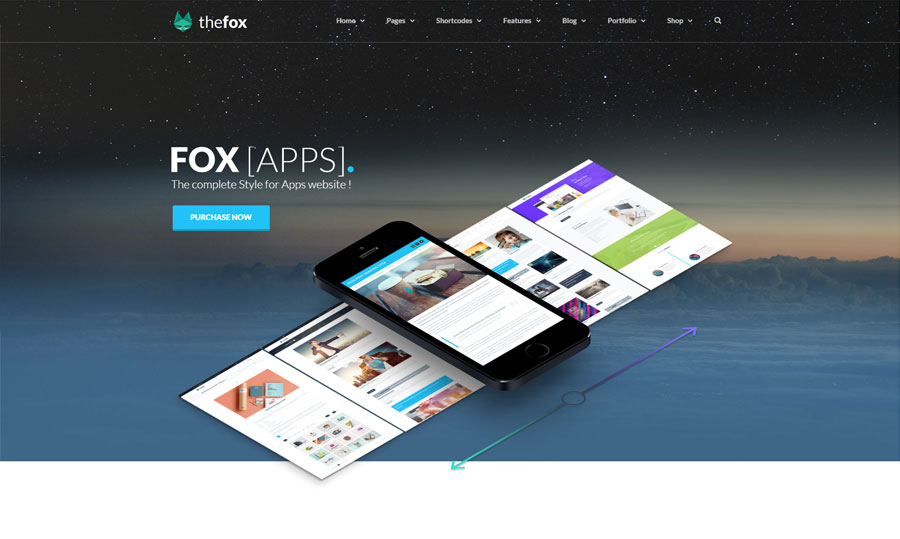 thefox
Home Pages Shortcodes Features Blog Portfolio Shop
FOX [APPS].
The complete Style for Apps website !
PURCHASE NOW